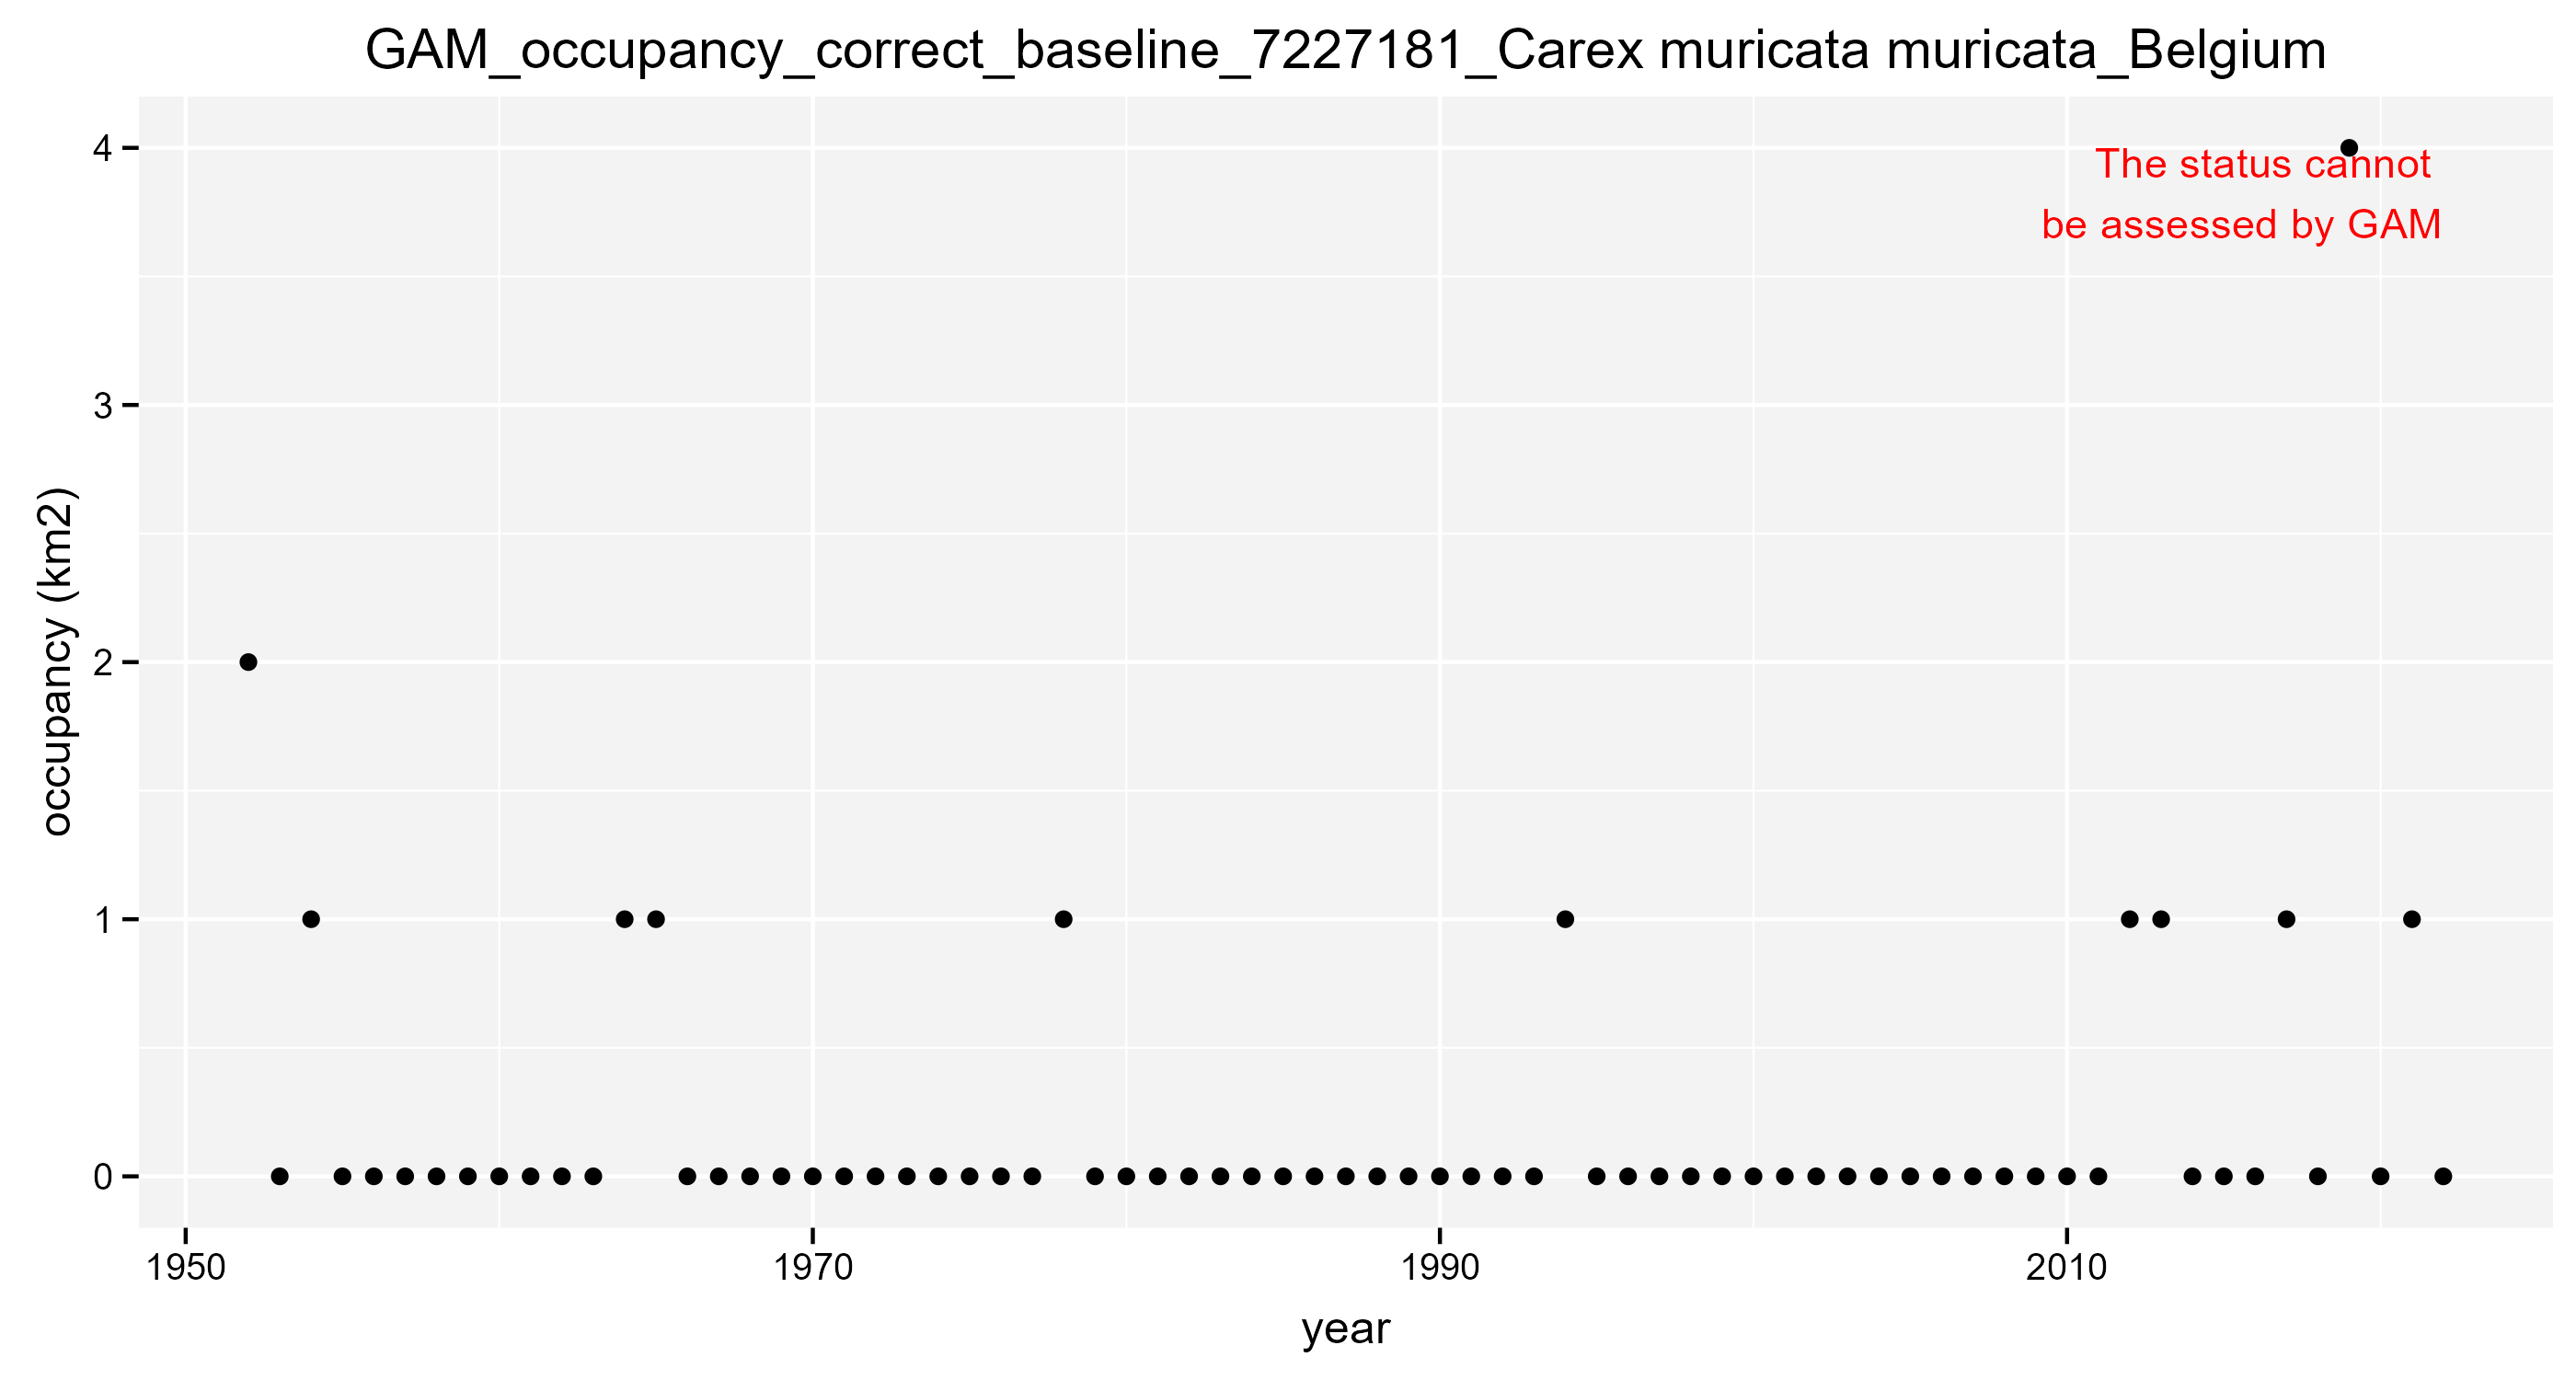 GAM_occupancy_correct_baseline_7227181_Carex muricata muricata_Belgium
4
The status cannot
be assessed by GAM
3
occupancy (km2)
2
1
0
1950
1970
1990
2010
year